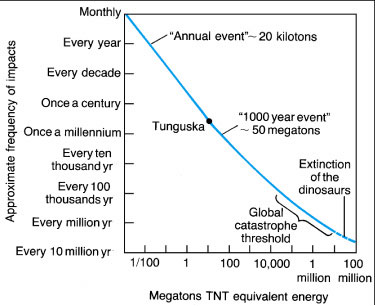 Approximate frequency of impacts
Monthly
Every year
Every decade
Once a century
Once a millennium
Every ten
thousand yr
Every 100
thousands yr
Every million yr
Every 10 million yr
"Annual event"~ 20 kilotons
Tunguska
"1000 year event"
~ 50 megatons
Extinction
of the
dinosaurs
Global
catastrophe
threshold
1/100
1
100
10,000
1
million
100
million
Megatons TNT equivalent energy